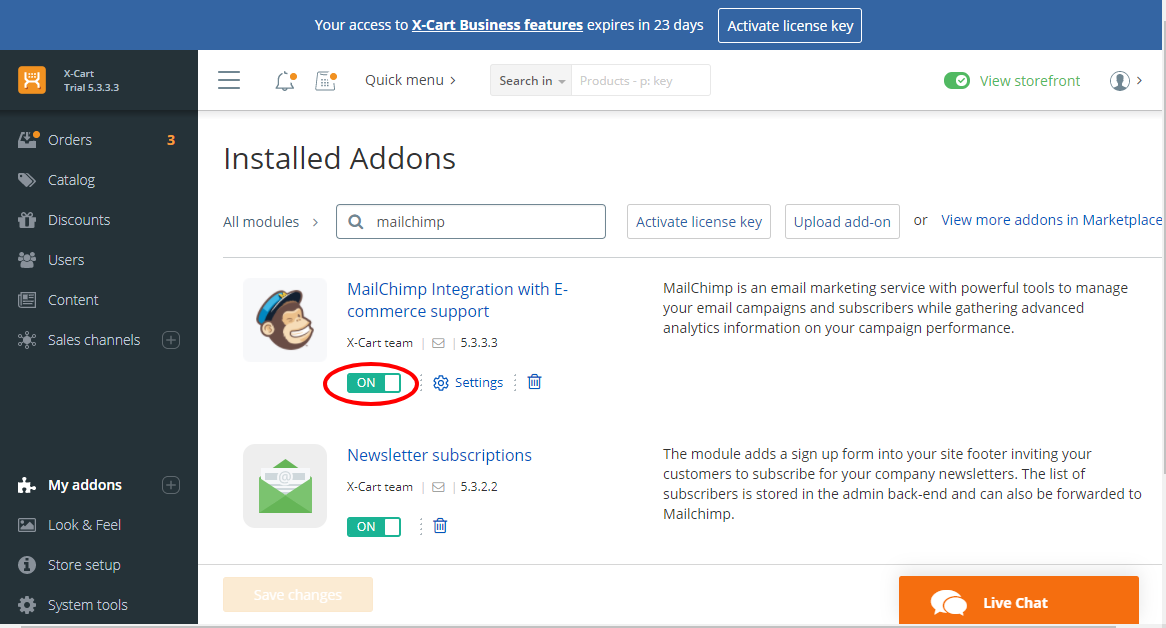 Your access to X-Cart Business features expires in 23 days Activate license key
X-Cart
Trial 5.3.3.3
Quick menu
Search in
Products - p: key
View storefront
Orders 3
Catalog
Discounts
Users
Content
Sales channels
My addons
Look & Feel
Store setup
System tools
Installed Addons
All modules
mailchimp
Activate license key
Upload add-on
or
View more addons in Marketplace
MailChimp Integration with E-
commerce support
X-Cart team | | 5.3.3.3
ON
Settings
MailChimp is an email marketing service with powerful tools to manage
your email campaigns and subscribers while gathering advanced
analytics information on your campaign performance.
Newsletter subscriptions
X-Cart team | | 5.3.2.2
ON
The module adds a sign up form into your site footer inviting your
customers to subscribe for your company newsletters. The list of
subscribers is stored in the admin back-end and can also be forwarded to
Mailchimp.
Save changes
Live Chat